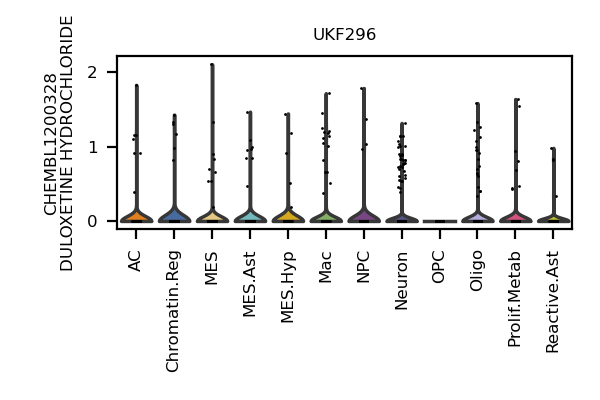 UKF296
CHEMBL1200328
DULOXETINE HYDROCHLORIDE
2
1
0
AC
Chromatin.Reg
MES
MES.Ast
MES.Hyp
Mac
NPC
Neuron
OPC
Oligo
Prolif.Metab
Reactive.Ast